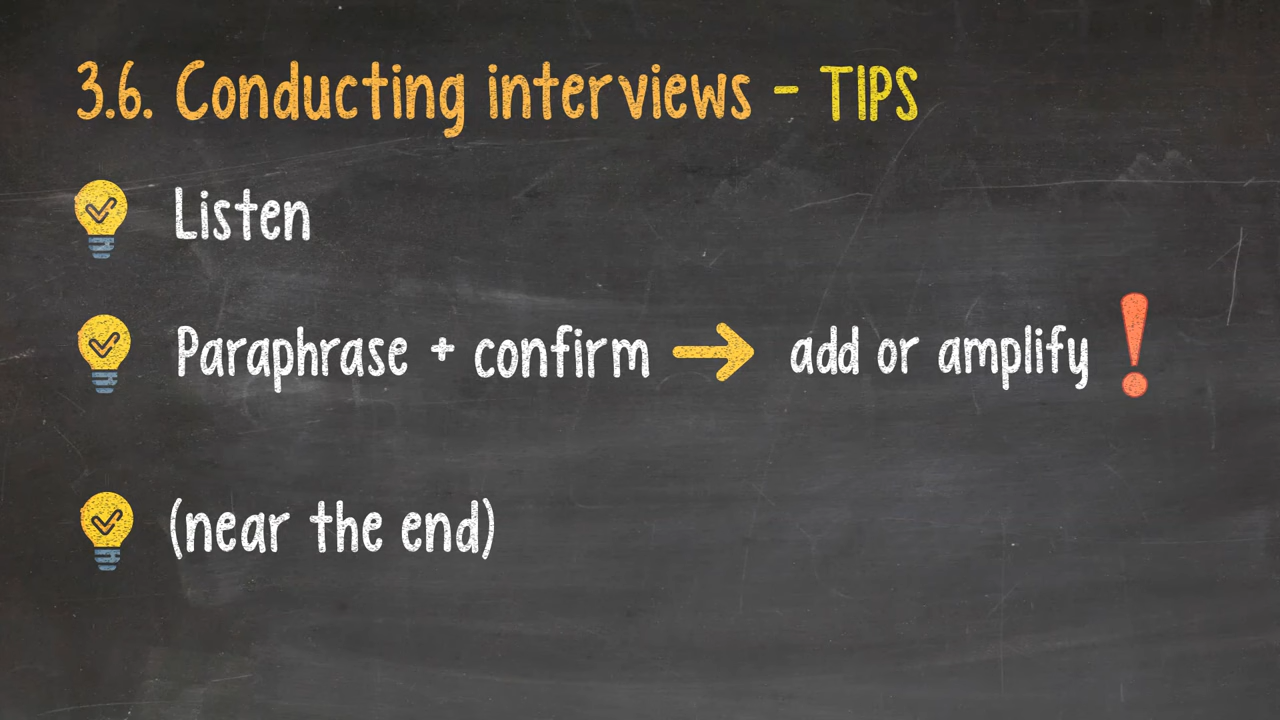 3.6. Conducting interviews - TIPS
Listen
Paraphrase + confirm → add or amplify !
(near the end)